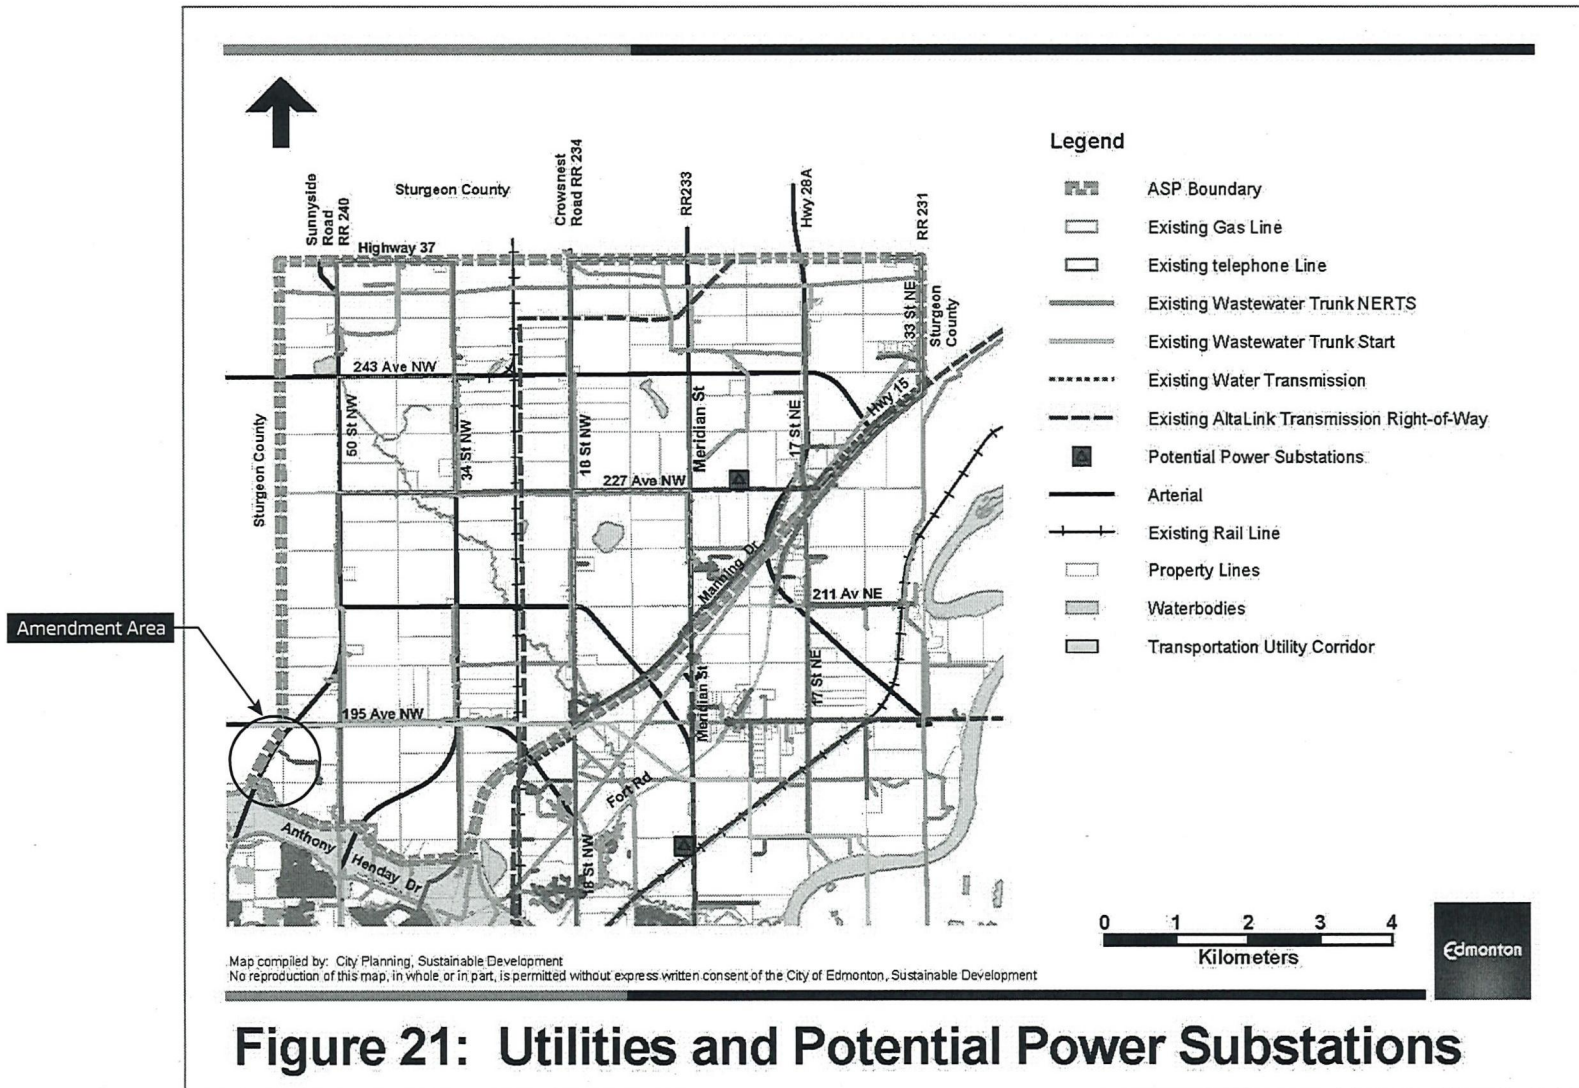 Sunnyside
Road
RR 240
Sturgeon County
Crowsnest
Road RR 234
RR233
Hwy 28A
RR 231
Highway 37
33 St NE
Sturgeon
County
243 Ave NW
Hwy 15
Sturgeon County
50 St NW
34 St NW
18 St NW
Meridian St
17 St NE
227 Ave NW
Manning Dr
211 Av NE
Amendment Area
195 Ave NW
Meridian St
17 St NE
Fort Rd
Anthony
Henday Dr
18 St NW
Legend
ASP Boundary
Existing Gas Line
Existing telephone Line
Existing Wastewater Trunk NERTS
Existing Wastewater Trunk Start
Existing Water Transmission
Existing AltaLink Transmission Right-of-Way
Potential Power Substations
Arterial
Existing Rail Line
Property Lines
Waterbodies
Transportation Utility Corridor
0 1 2 3 4
Kilometers
Edmonton
Map compiled by: City Planning, Sustainable Development
No reproduction of this map, in whole or in part, is permitted without express written consent of the City of Edmonton, Sustainable Development
Figure 21: Utilities and Potential Power Substations